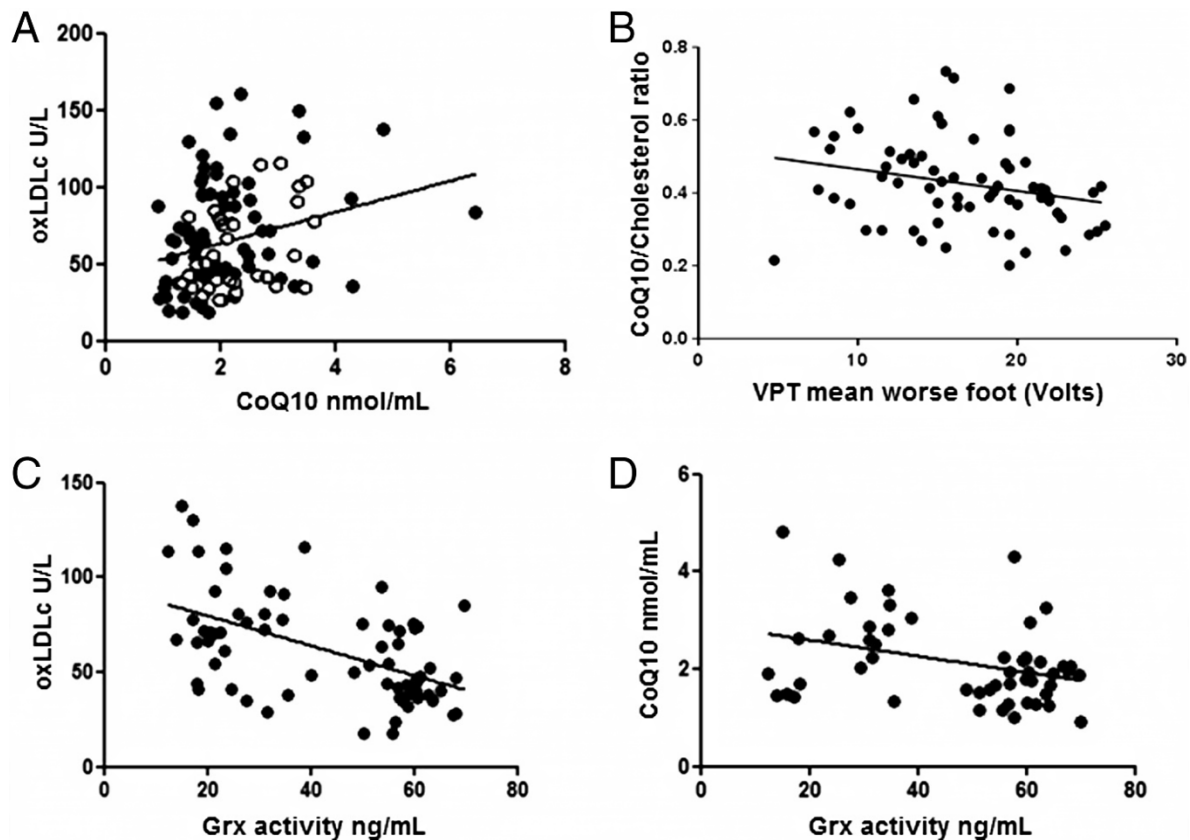 A
200
150
100
50
0
oxLDLc U/L
0 2 4 6 8
CoQ10 nmol/mL
B
0.8
0.6
0.4
0.2
0.0
CoQ10/Cholesterol ratio
0 10 20 30
VPT mean worse foot (Volts)
C
150
100
50
0
oxLDLc U/L
0 20 40 60 80
Grx activity ng/mL
D
6
4
2
0
CoQ10 nmol/mL
0 20 40 60 80
Grx activity ng/mL